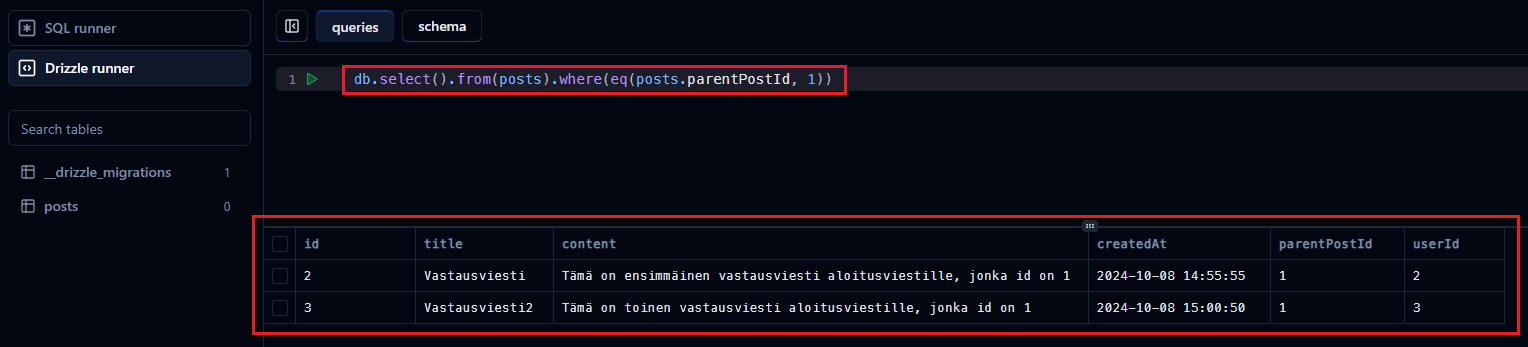 SQL runner
Drizzle runner
Search tables
__drizzle_migrations 1
posts 0
queries schema
1 db.select().from(posts).where(eq(posts.parentPostId, 1))
id title content createdAt parentPostId userId
2 Vastausviesti Tämä on ensimmäinen vastausviesti aloitusviestille, jonka id on 1 2024-10-08 14:55:55 1 2
3 Vastausviesti2 Tämä on toinen vastausviesti aloitusviestille, jonka id on 1 2024-10-08 15:00:50 1 3